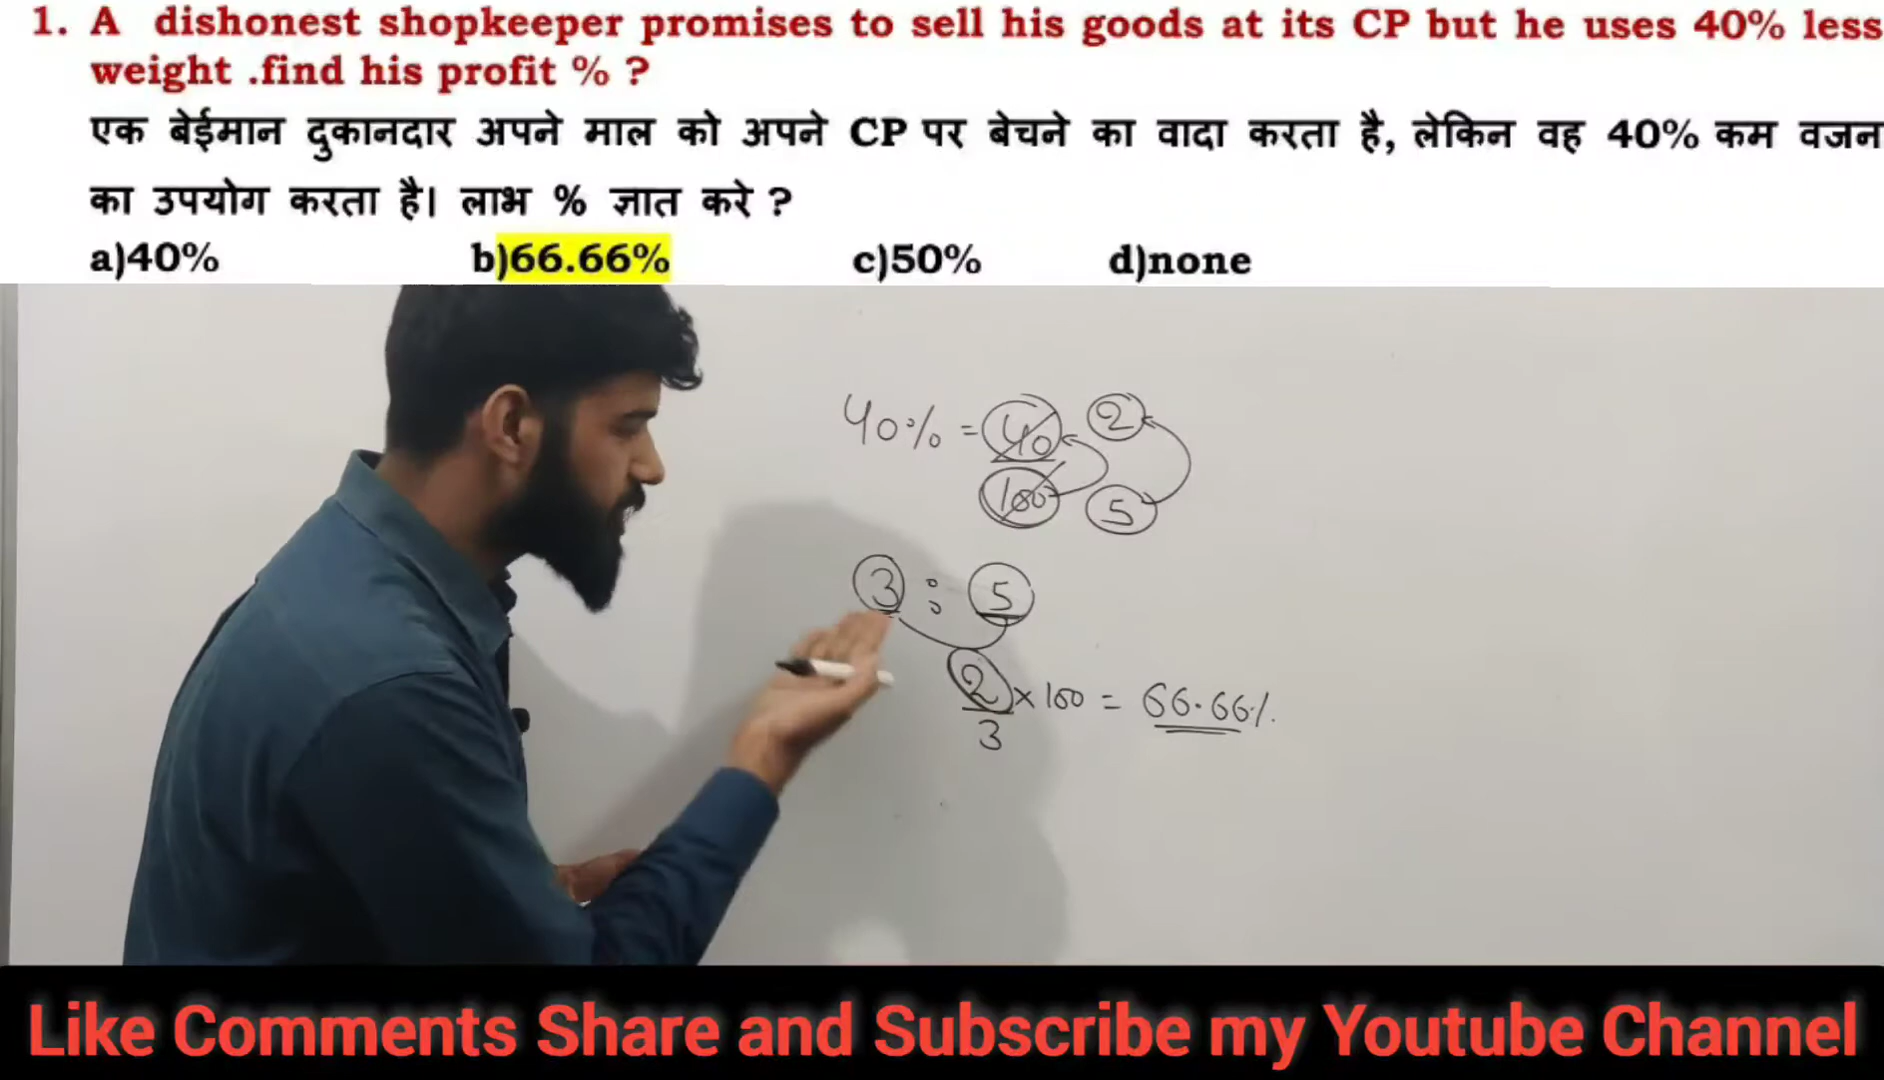 1. A dishonest shopkeeper promises to sell his goods at its CP but he uses 40% less
weight .find his profit % ?
एक बेईमान दुकानदार अपने माल को अपने CP पर बेचने का वादा करता है, लेकिन वह 40% कम वजन
का उपयोग करता है। लाभ % ज्ञात करे ?
a)40% b)66.66% c)50% d)none
40% = 40 2
100 5
3 : 5
2 × 100 = 66.66%
3
Like Comments Share and Subscribe my Youtube Channel